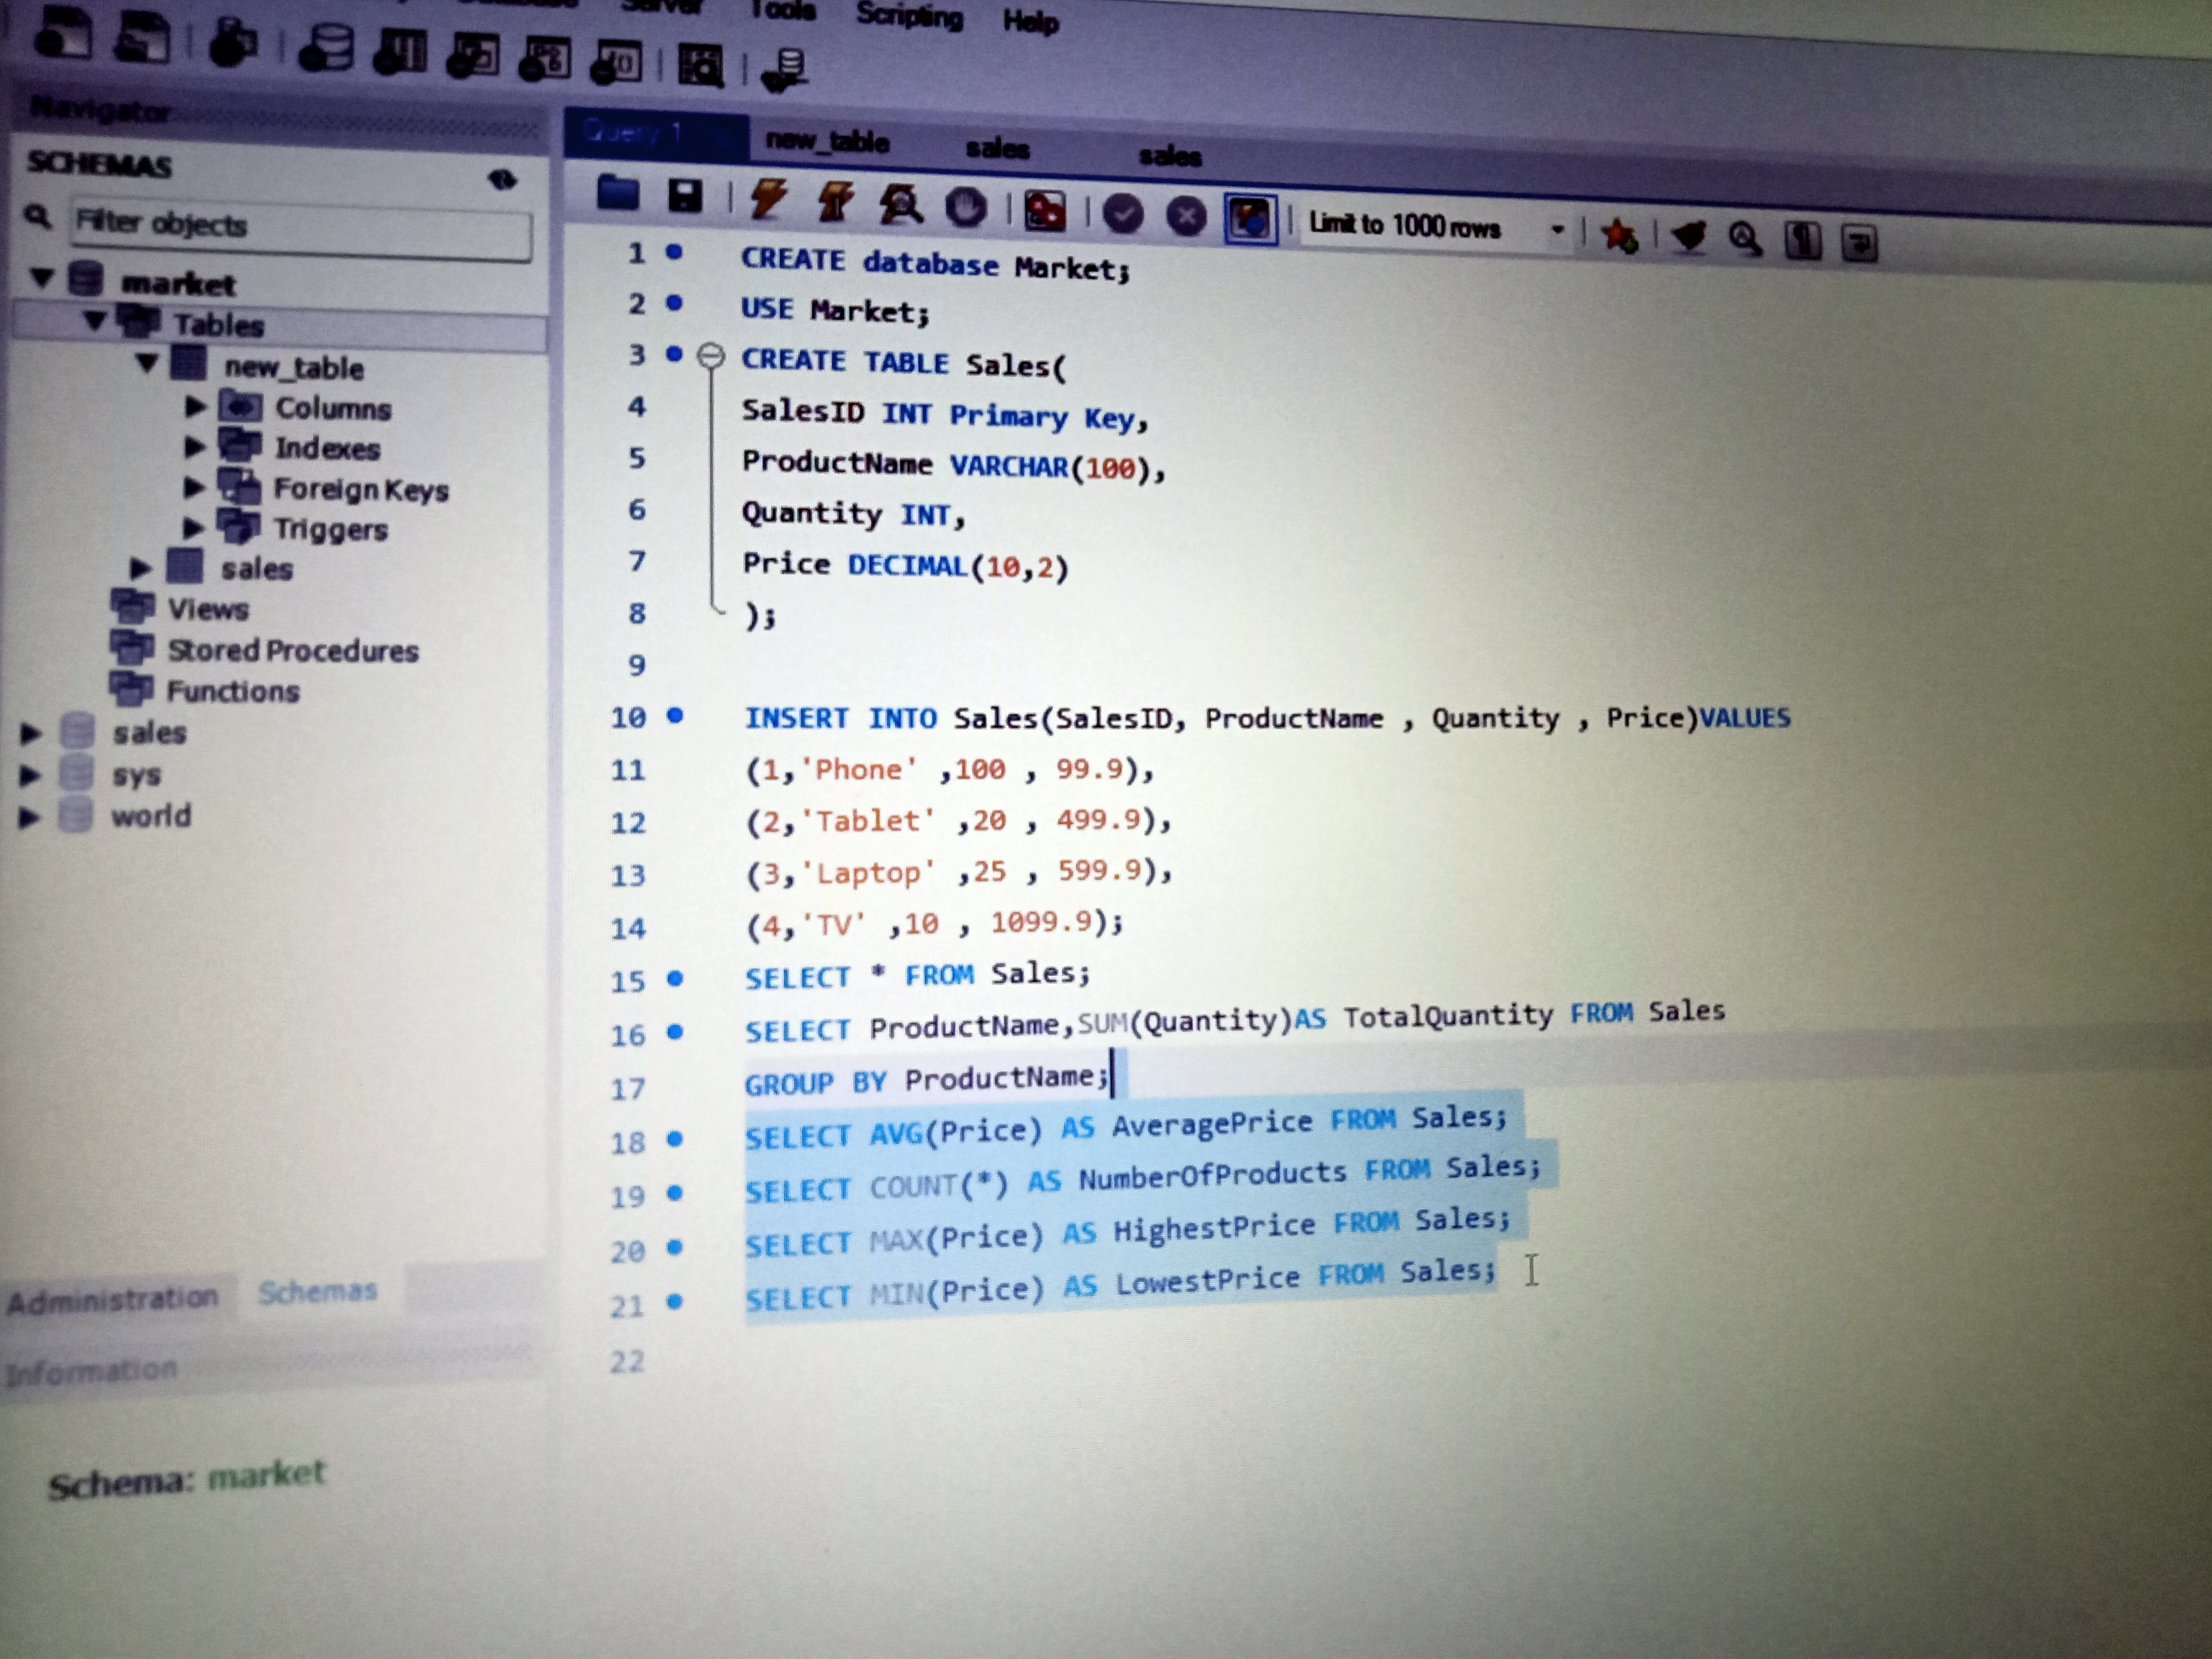 Tools Scripting Help
Navigator
SCHEMAS
Filter objects
market
Tables
new_table
Columns
Indexes
Foreign Keys
Triggers
sales
Views
Stored Procedures
Functions
sales
sys
world
Administration Schemas
Information
Schema: market
Query 1 new_table sales sales
Limit to 1000 rows
1 CREATE database Market;
2 USE Market;
3 CREATE TABLE Sales(
4 SalesID INT Primary Key,
5 ProductName VARCHAR(100),
6 Quantity INT,
7 Price DECIMAL(10,2)
8 );
9
10 INSERT INTO Sales(SalesID, ProductName , Quantity , Price)VALUES
11 (1,'Phone' ,100 , 99.9),
12 (2,'Tablet' ,20 , 499.9),
13 (3,'Laptop' ,25 , 599.9),
14 (4,'TV' ,10 , 1099.9);
15 SELECT * FROM Sales;
16 SELECT ProductName,SUM(Quantity)AS TotalQuantity FROM Sales
17 GROUP BY ProductName;
18 SELECT AVG(Price) AS AveragePrice FROM Sales;
19 SELECT COUNT(*) AS NumberOfProducts FROM Sales;
20 SELECT MAX(Price) AS HighestPrice FROM Sales;
21 SELECT MIN(Price) AS LowestPrice FROM Sales;
22